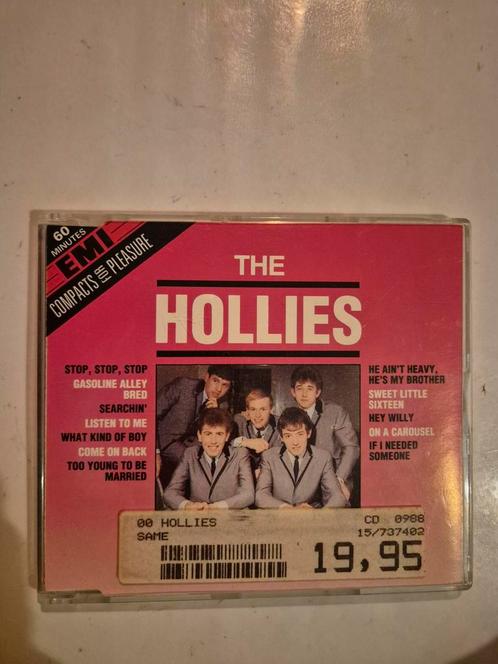 60
MINUTES
EMI
COMPACTS FOR PLEASURE
THE
HOLLIES
STOP, STOP, STOP
GASOLINE ALLEY
BRED
SEARCHIN'
LISTEN TO ME
WHAT KIND OF BOY
COME ON BACK
TOO YOUNG TO BE
MARRIED
HE AIN'T HEAVY,
HE'S MY BROTHER
SWEET LITTLE
SIXTEEN
HEY WILLY
ON A CAROUSEL
IF I NEEDED
SOMEONE
00 HOLLIES CD 0988
SAME 15/737402
19,95